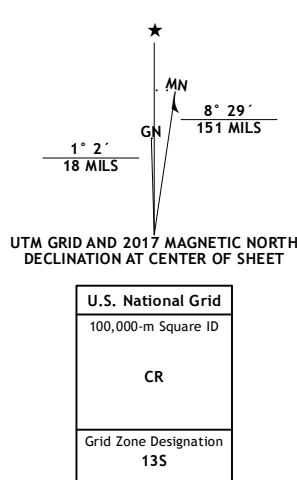 ★
MN
GN
8° 29´
151 MILS
1° 2´
18 MILS
UTM GRID AND 2017 MAGNETIC NORTH
DECLINATION AT CENTER OF SHEET
U.S. National Grid
100,000-m Square ID
CR
Grid Zone Designation
13S